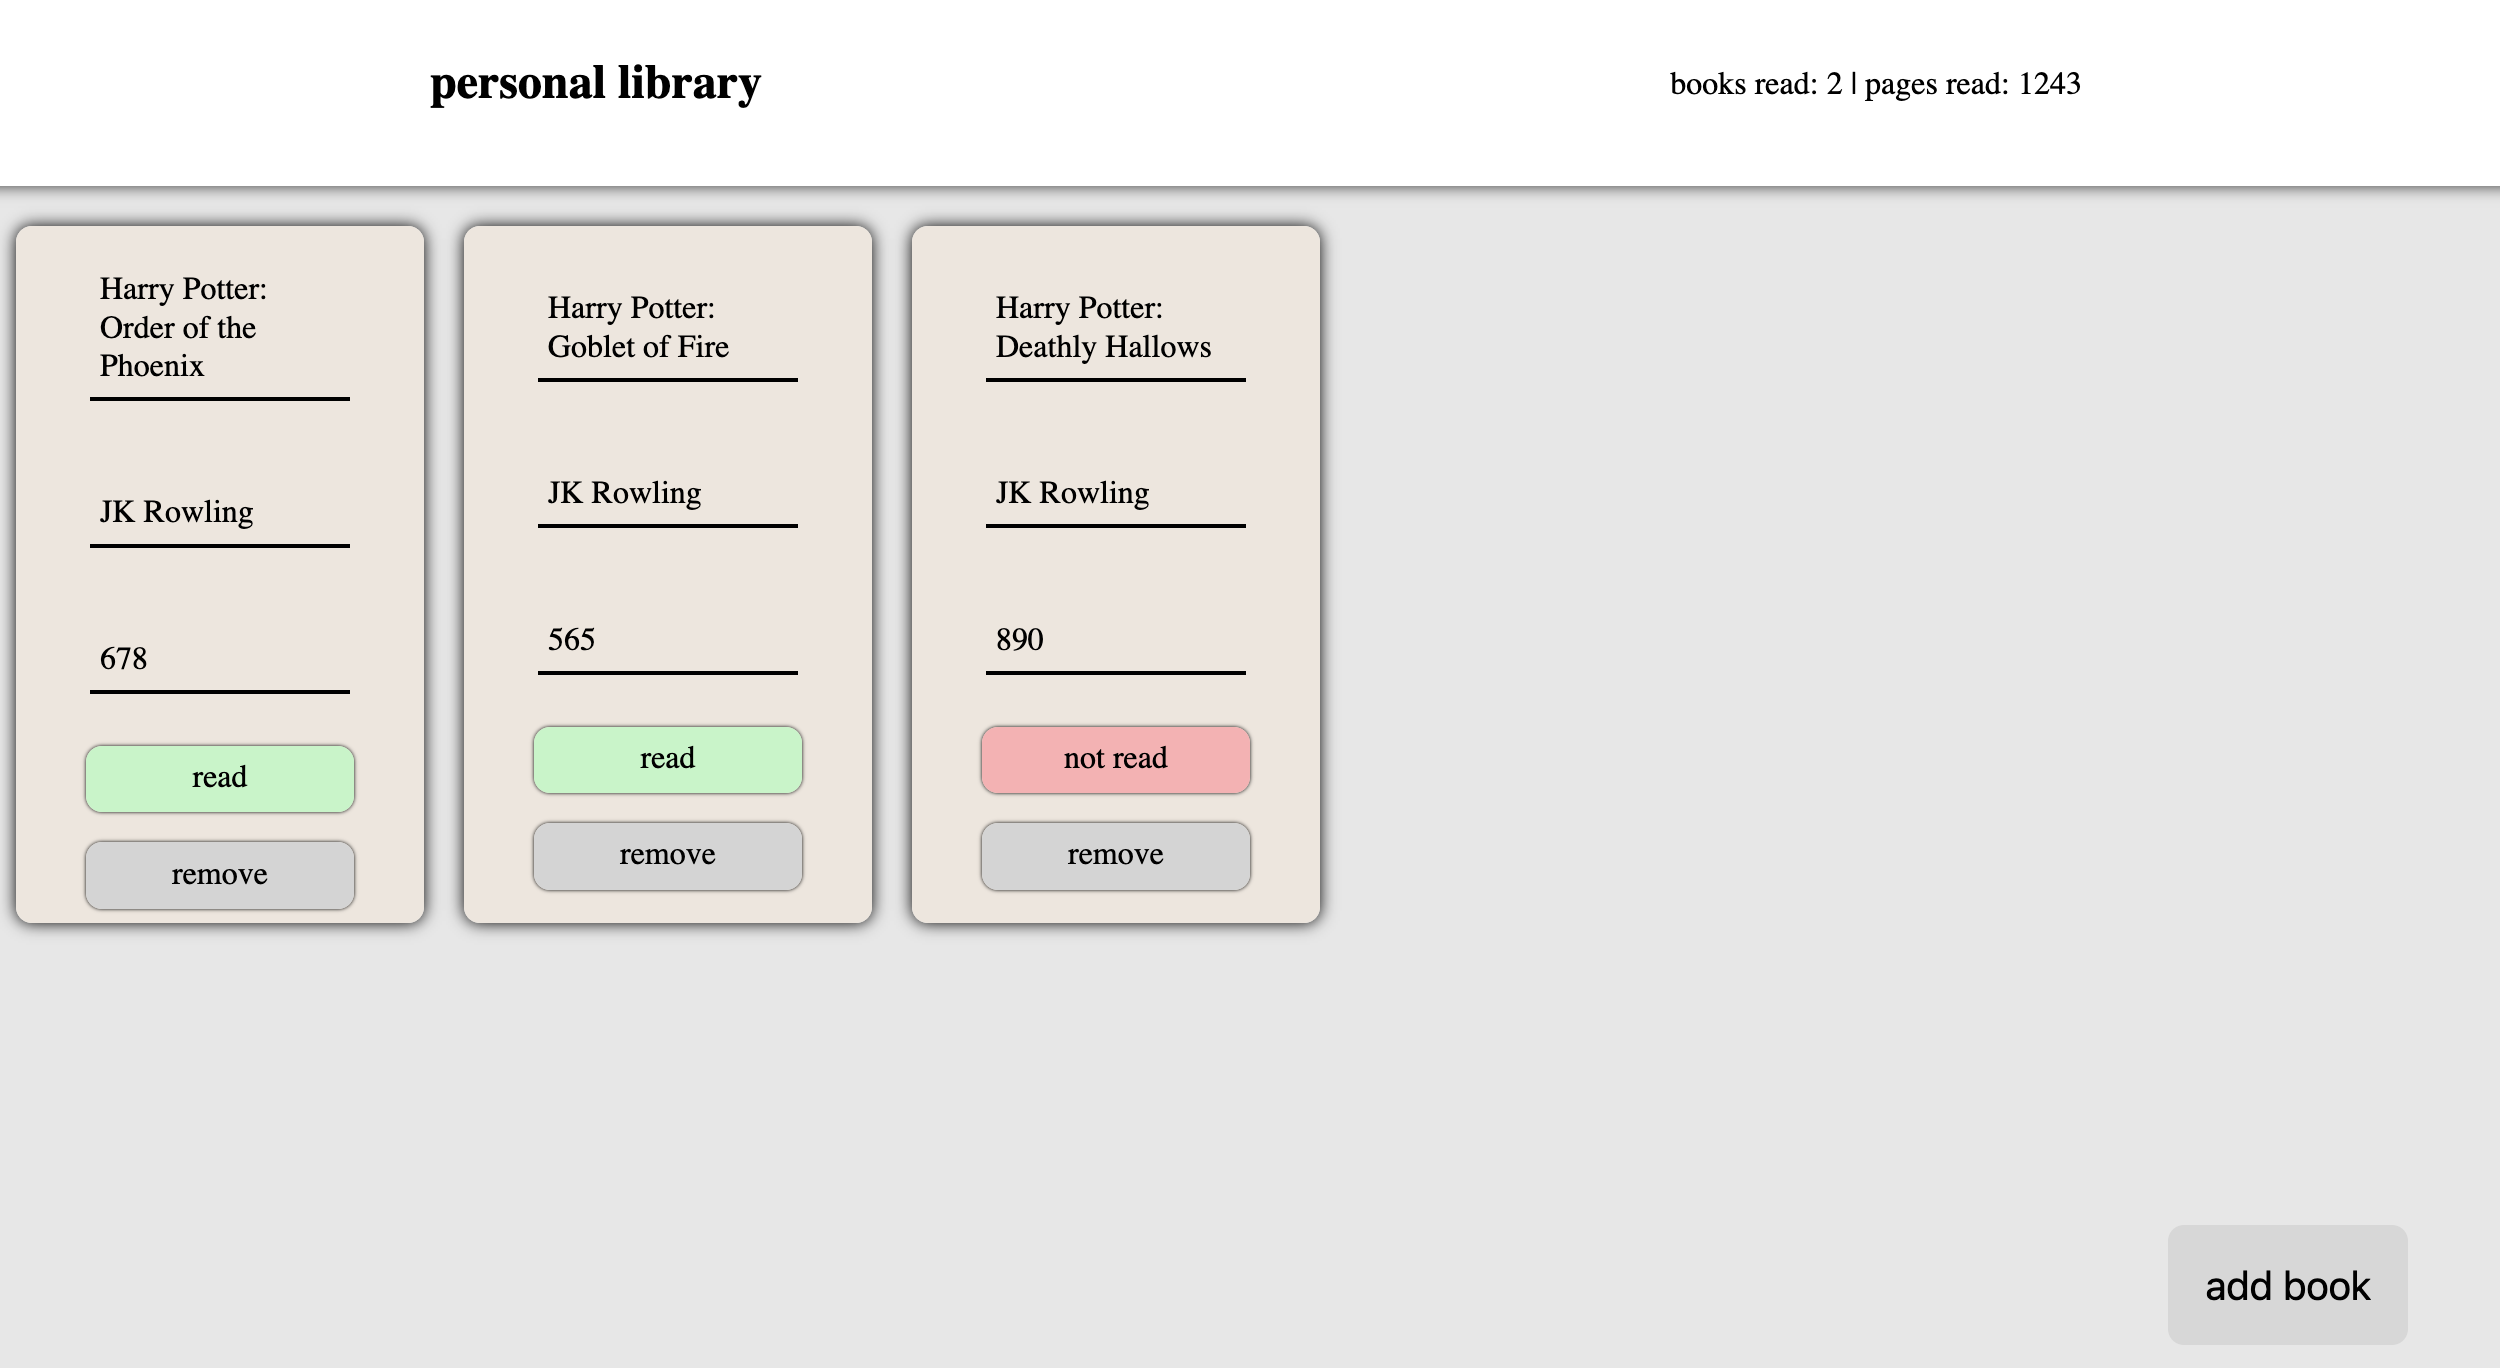 personal library
books read: 2 | pages read: 1243
Harry Potter:
Order of the
Phoenix
JK Rowling
678
read
remove
Harry Potter:
Goblet of Fire
JK Rowling
565
read
remove
Harry Potter:
Deathly Hallows
JK Rowling
890
not read
remove
add book